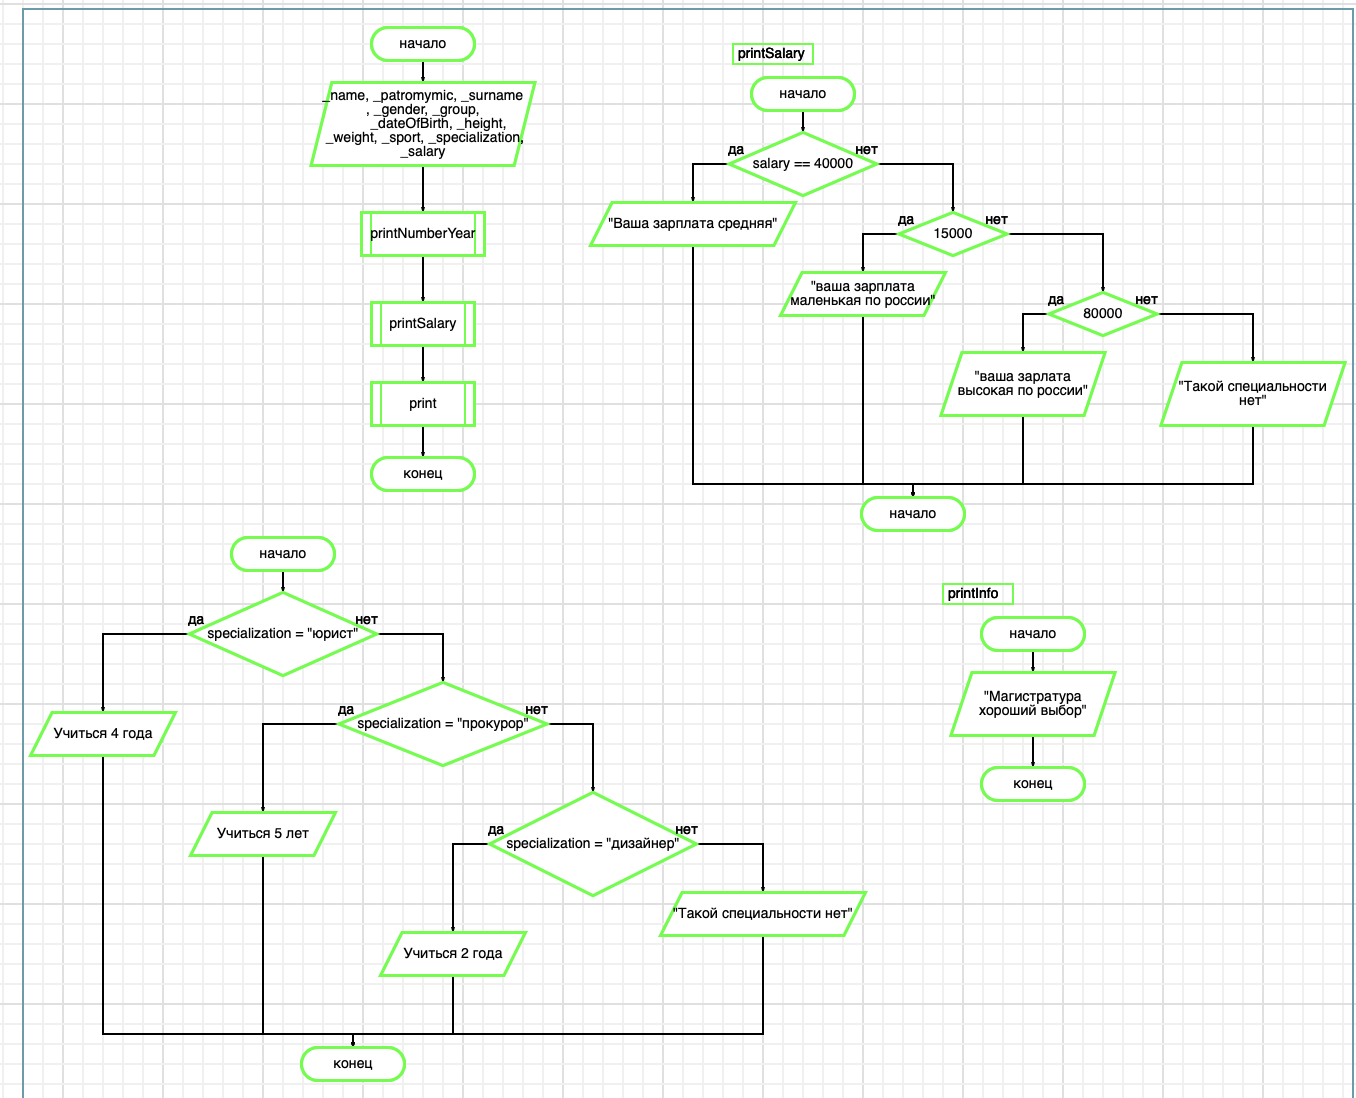 начало
_name, _patromymic, _surname
, _gender, _group,
_dateOfBirth, _height,
_weight, _sport, _specialization,
_salary
printNumberYear
printSalary
print
конец
printSalary
начало
да
нет
salary == 40000
"Ваша зарплата средняя"
да
нет
15000
"ваша зарплата
маленькая по россии"
да
нет
80000
"ваша зарлата
высокая по россии"
"Такой специальности
нет"
начало
начало
да
нет
specialization = "юрист"
Учиться 4 года
да
нет
specialization = "прокурор"
Учиться 5 лет
да
нет
specialization = "дизайнер"
Учиться 2 года
"Такой специальности нет"
конец
printInfo
начало
"Магистратура
хороший выбор"
конец